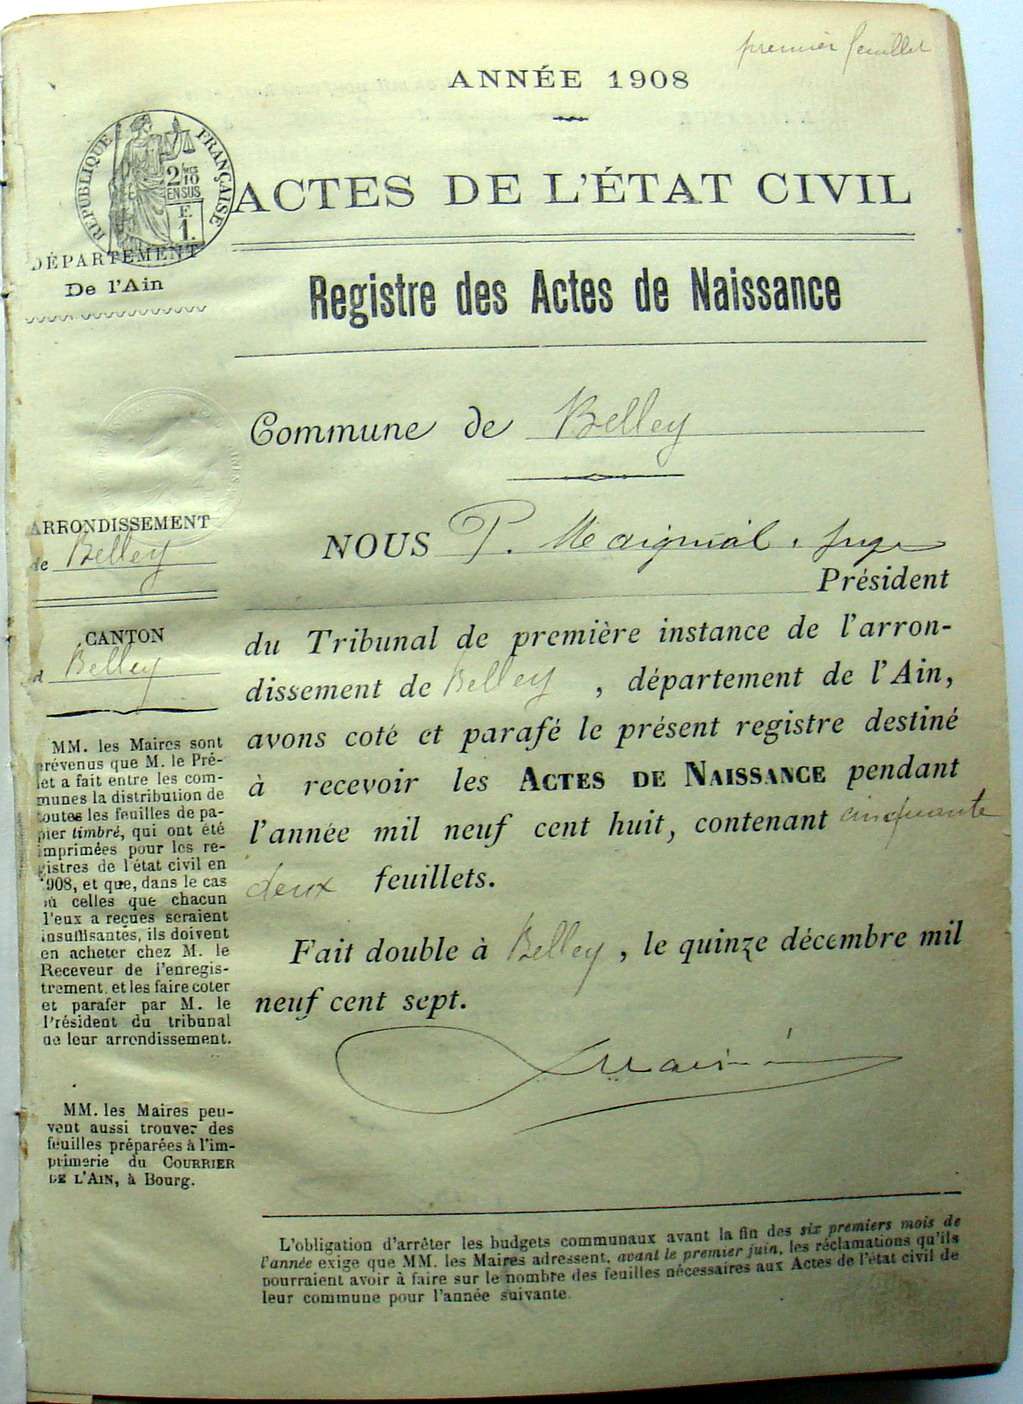 premier feuillet
ANNÉE 1908
RÉPUBLIQUE FRANÇAISE
2/10
EN SUS
F.
1.
ACTES DE L'ÉTAT CIVIL
DÉPARTEMENT
De l'Ain
Registre des Actes de Naissance
Commune de Belley
ARRONDISSEMENT
de Belley
CANTON
d Belley
MM. les Maires sont
prévenus que M. le Pré-
fet a fait entre les com-
munes la distribution de
toutes les feuilles de pa-
pier timbré, qui ont été
imprimées pour les re-
gistres de l'état civil en
1908, et que, dans le cas
où celles que chacun
d'eux a reçues seraient
insuffisantes, ils doivent
en acheter chez M. le
Receveur de l'enregis-
trement, et les faire coter
et parafer par M. le
Président du tribunal
de leur arrondissement.
MM. les Maires peu-
vent aussi trouver des
feuilles préparées à l'im-
primerie du COURRIER
DE L'AIN, à Bourg.
NOUS P. juge
Président
du Tribunal de première instance de l'arron-
dissement de Belley, département de l'Ain,
avons coté et parafé le présent registre destiné
à recevoir les ACTES DE NAISSANCE pendant
l'année mil neuf cent huit, contenant cinquante
deux feuillets.
Fait double à Belley, le quinze décembre mil
neuf cent sept.
L'obligation d'arrêter les budgets communaux avant la fin des six premiers mois de
l'année exige que MM. les Maires adressent, avant le premier juin, les réclamations qu'ils
pourraient avoir à faire sur le nombre des feuilles nécessaires aux Actes de l'état civil de
leur commune pour l'année suivante.